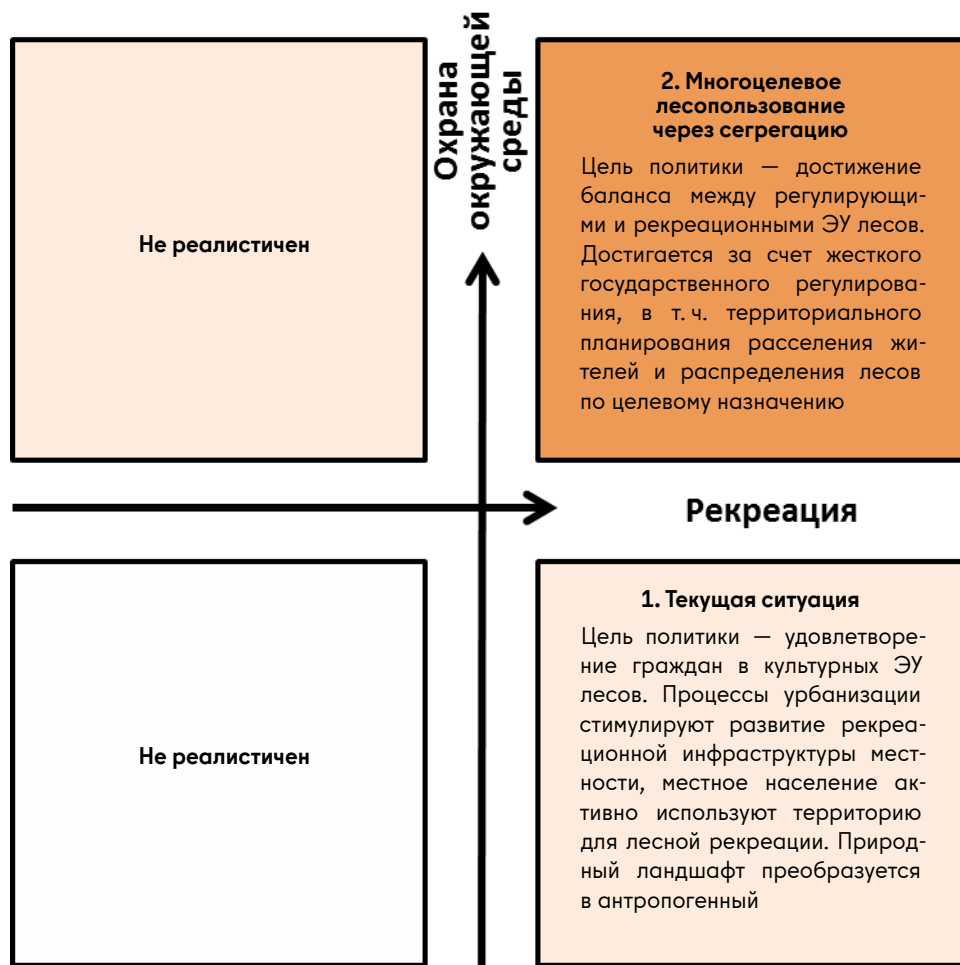 Охрана
окружающей
среды
Не реалистичен
2. Многоцелевое
лесопользование
через сегрегацию
Цель политики — достижение
баланса между регулирующи-
ми и рекреационными ЭУ лесов.
Достигается за счет жесткого
государственного регулирова-
ния, в т. ч. территориального
планирования расселения жи-
телей и распределения лесов
по целевому назначению
Рекреация
Не реалистичен
1. Текущая ситуация
Цель политики — удовлетворе-
ние граждан в культурных ЭУ
лесов. Процессы урбанизации
стимулируют развитие рекреа-
ционной инфраструктуры мест-
ности, местное население ак-
тивно используют территорию
для лесной рекреации. Природ-
ный ландшафт преобразуется
в антропогенный